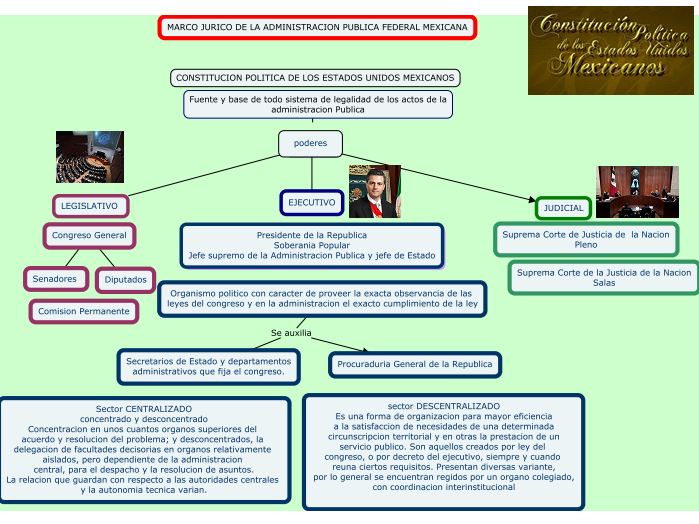 MARCO JURICO DE LA ADMINISTRACION PUBLICA FEDERAL MEXICANA
Constitución Política
de los Estados Unidos
Mexicanos
CONSTITUCION POLITICA DE LOS ESTADOS UNIDOS MEXICANOS
Fuente y base de todo sistema de legalidad de los actos de la
administracion Publica
poderes
LEGISLATIVO
EJECUTIVO
JUDICIAL
Congreso General
Senadores
Diputados
Comision Permanente
Presidente de la Republica
Soberania Popular
Jefe supremo de la Administracion Publica y jefe de Estado
Suprema Corte de Justicia de  la Nacion
Pleno
Suprema Corte de la Justicia de la Nacion
Salas
Organismo politico con caracter de proveer la exacta observancia de las
leyes del congreso y en la administracion el exacto cumplimiento de la ley
Se auxilia
Secretarios de Estado y departamentos
administrativos que fija el congreso.
Procuraduria General de la Republica
Sector CENTRALIZADO
concentrado y desconcentrado
Concentracion en unos cuantos organos superiores del
acuerdo y resolucion del problema; y desconcentrados, la
delegacion de facultades decisorias en organos relativamente
aislados, pero dependiente de la administracion
central, para el despacho y la resolucion de asuntos.
La relacion que guardan con respecto a las autoridades centrales
y la autonomia tecnica varian.
sector DESCENTRALIZADO
Es una forma de organizacion para mayor eficiencia
a la satisfaccion de necesidades de una determinada
circunscripcion territorial y en otras la prestacion de un
servicio publico. Son aquellos creados por ley del
congreso, o por decreto del ejecutivo, siempre y cuando
reuna ciertos requisitos. Presentan diversas variante,
por lo general se encuentran regidos por un organo colegiado,
con coordinacion interinstitucional